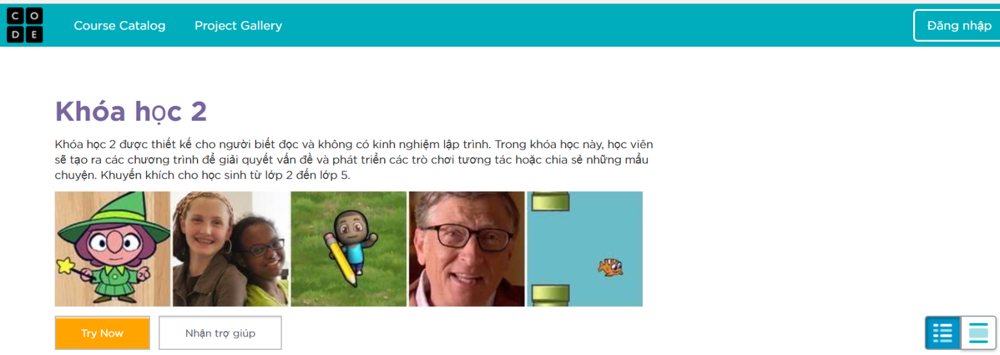 CODE
Course Catalog
Project Gallery
Đăng nhập
Khóa học 2
Khóa học 2 được thiết kế cho người biết đọc và không có kinh nghiệm lập trình. Trong khóa học này, học viên
sẽ tạo ra các chương trình để giải quyết vấn đề và phát triển các trò chơi tương tác hoặc chia sẻ những mẩu
chuyện. Khuyến khích cho học sinh từ lớp 2 đến lớp 5.
Try Now
Nhận trợ giúp